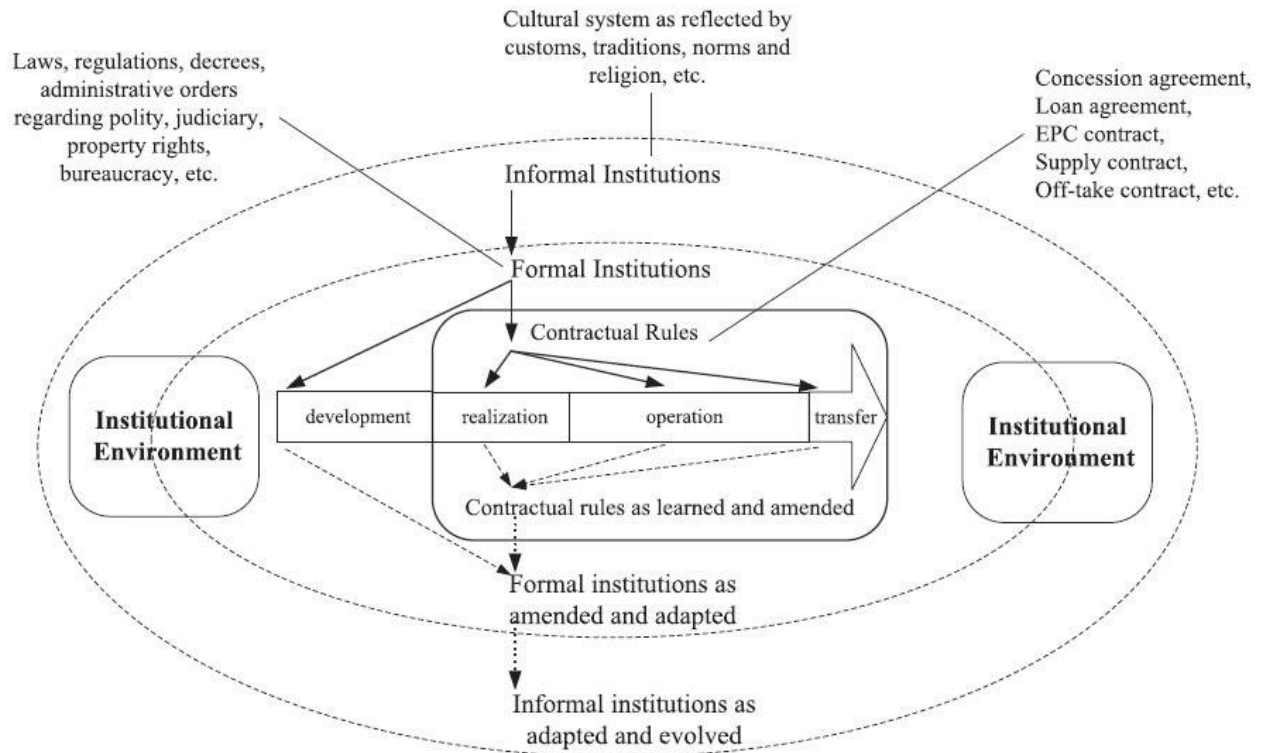 Cultural system as reflected by
customs, traditions, norms and
religion, etc.
Laws, regulations, decrees,
administrative orders
regarding polity, judiciary,
property rights,
bureaucracy, etc.
Concession agreement,
Loan agreement,
EPC contract,
Supply contract,
Off-take contract, etc.
Informal Institutions
Formal Institutions
Contractual Rules
Institutional
Environment
development
realization
operation
transfer
Institutional
Environment
Contractual rules as learned and amended
Formal institutions as
amended and adapted
Informal institutions as
adapted and evolved